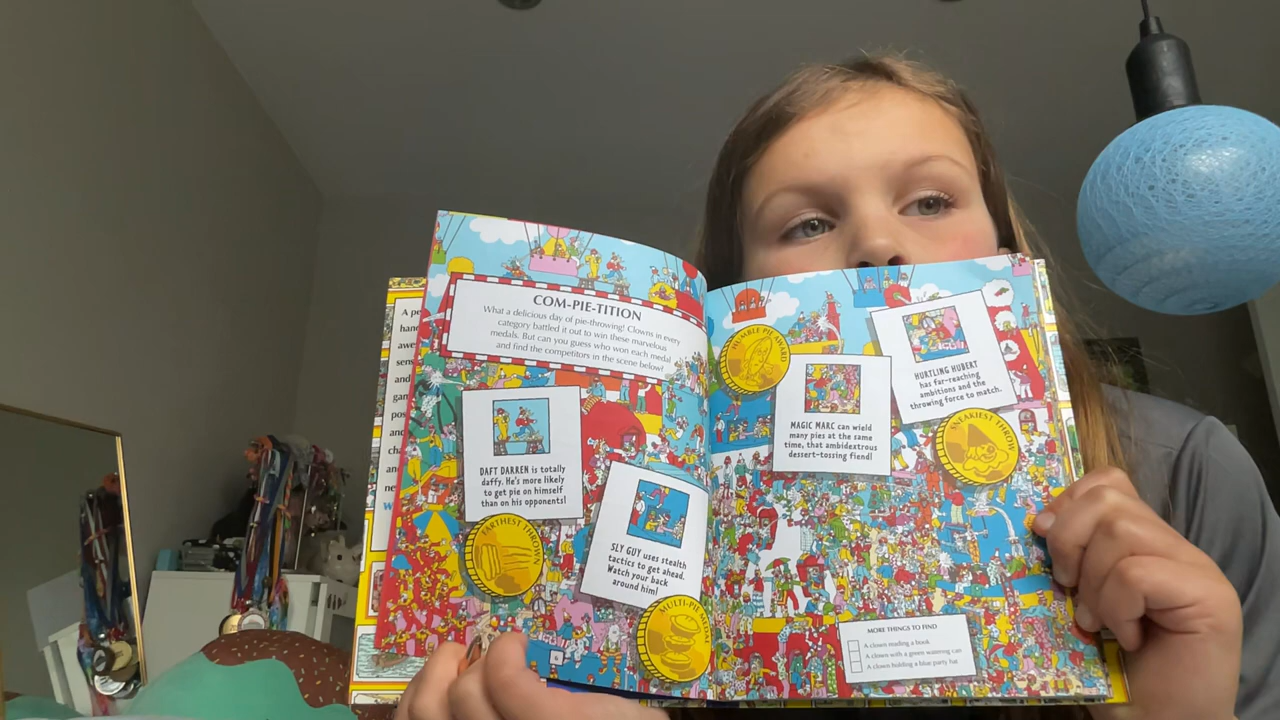 COM-PIE-TITION
What a delicious day of pie-throwing! Clowns in every
category battled it out to win these marvelous
medals. But can you guess who won each medal
and find the competitors in the scene below?
DAFT DARREN is totally
daffy. He's more likely
to get pie on himself
than on his opponents!
FARTHEST THROWN
SLY GUY uses stealth
tactics to get ahead.
Watch your back
around him!
MULTI-PIE MEDAL
HUMBLE PIE AWARD
MAGIC MARC can wield
many pies at the same
time, that ambidextrous
dessert-tossing fiend!
HURTLING HUBERT
has far-reaching
ambitions and the
throwing force to match.
SNEAKIEST THROW
MORE THINGS TO FIND
A clown reading a book
A clown with a green watering can
A clown holding a blue party hat